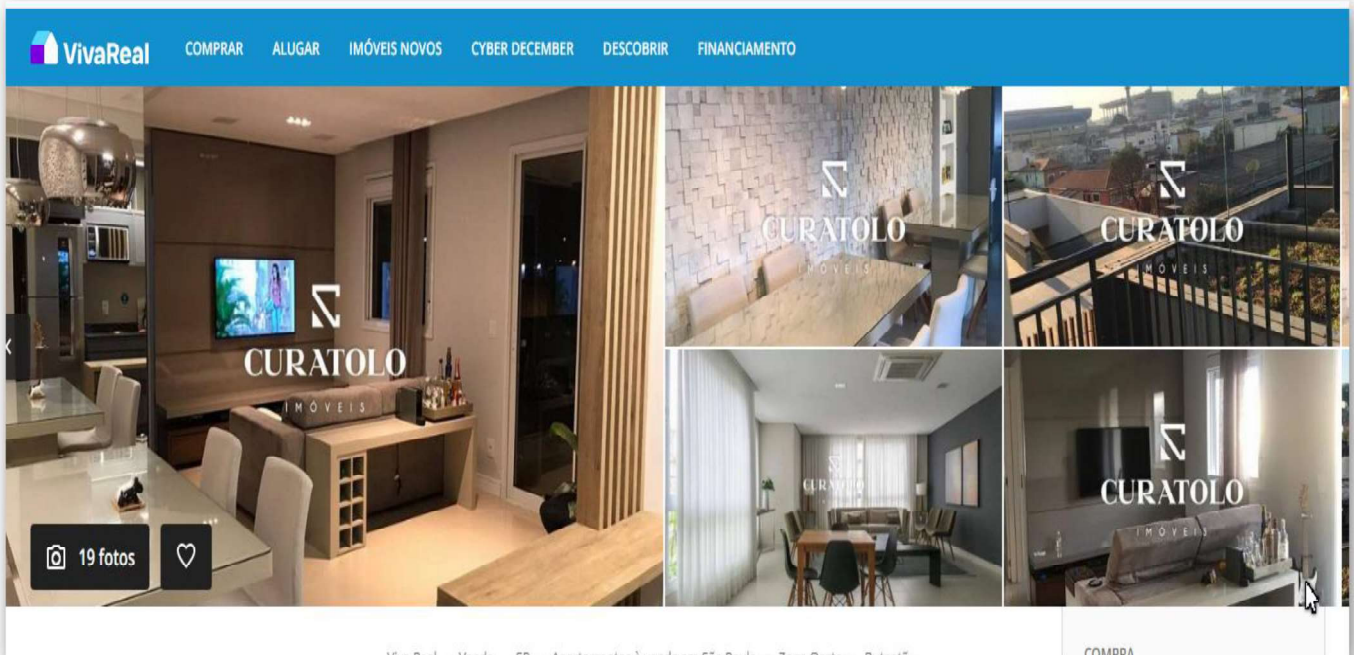 VivaReal COMPRAR ALUGAR IMÓVEIS NOVOS CYBER DECEMBER DESCOBRIR FINANCIAMENTO
CURATOLO
IMÓVEIS
CURATOLO
IMÓVEIS
CURATOLO
IMÓVEIS
CURATOLO
IMÓVEIS
19 fotos
COMPRA